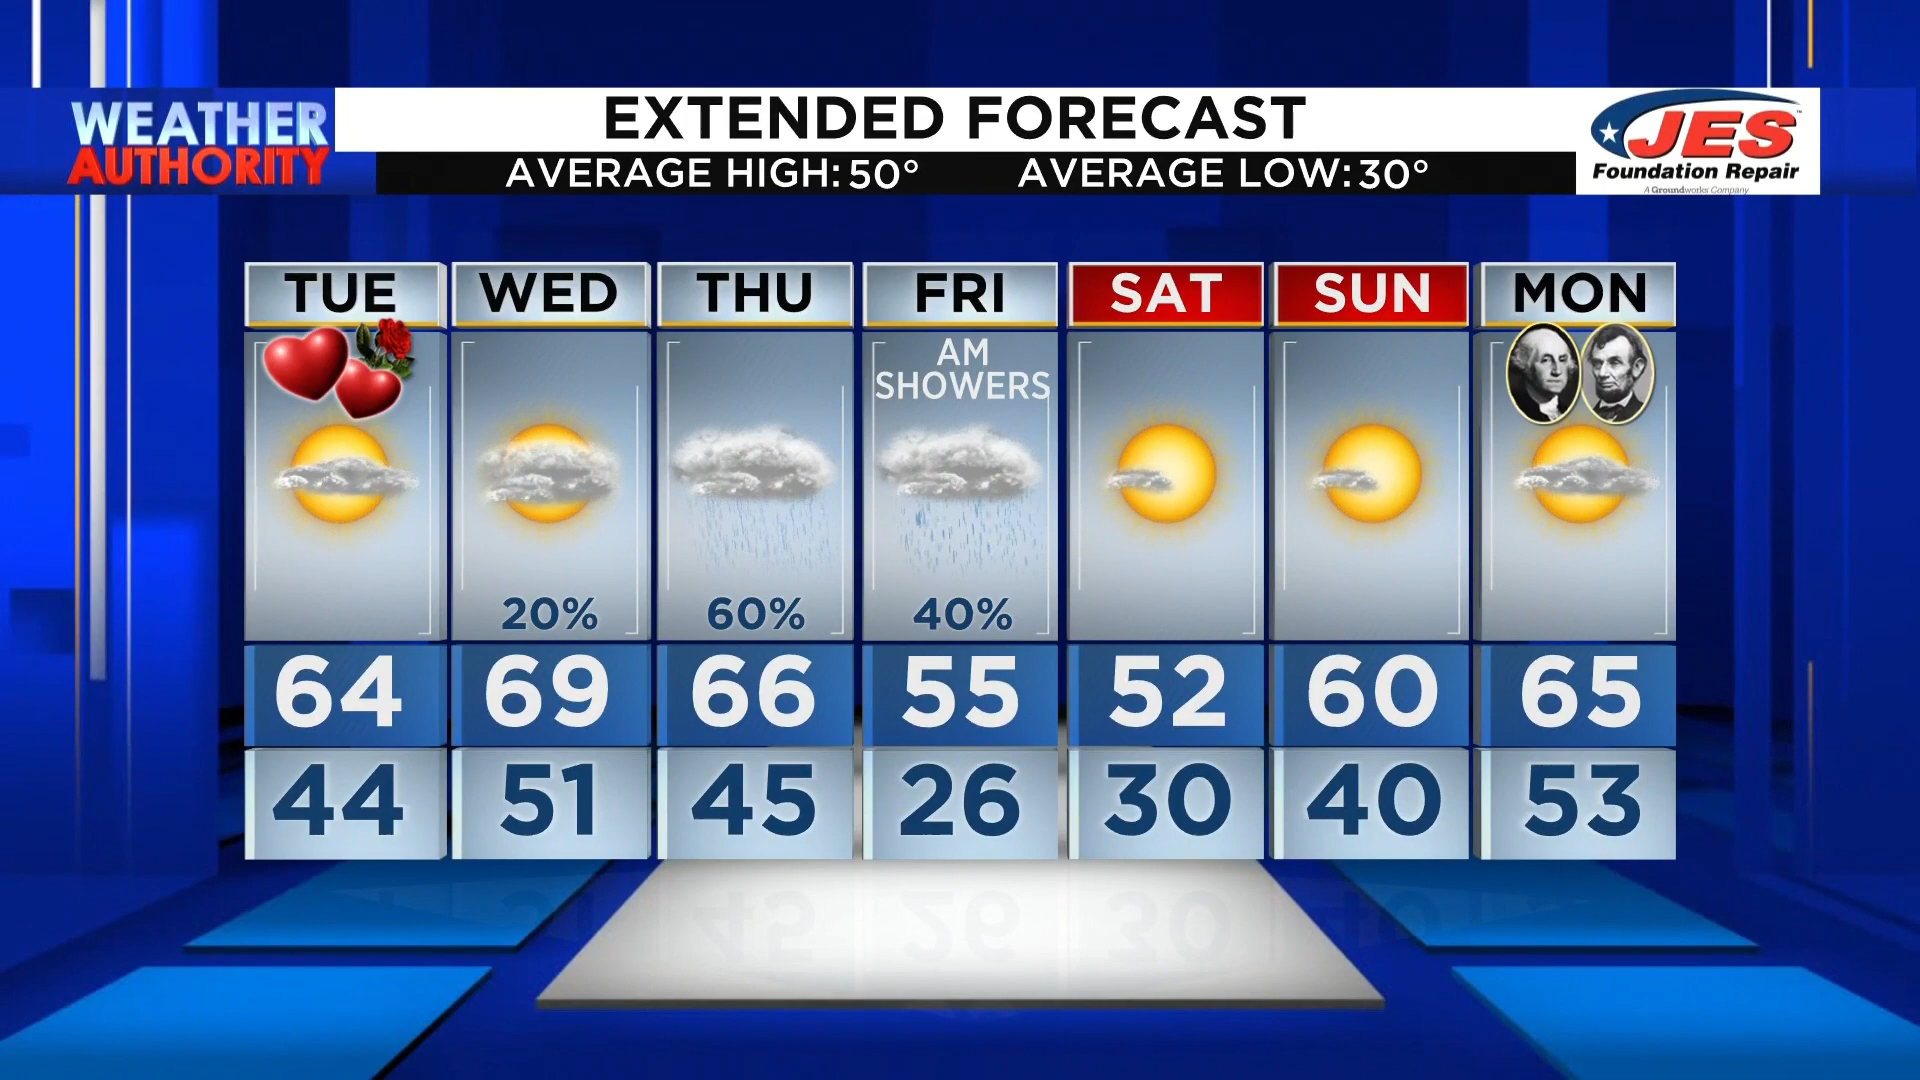 WEATHER
AUTHORITY
EXTENDED FORECAST
AVERAGE HIGH: 50° AVERAGE LOW: 30°
JES
Foundation Repair
A Groundworks Company
TUE WED THU FRI SAT SUN MON
AM
SHOWERS
20% 60% 40%
64 69 66 55 52 60 65
44 51 45 26 30 40 53